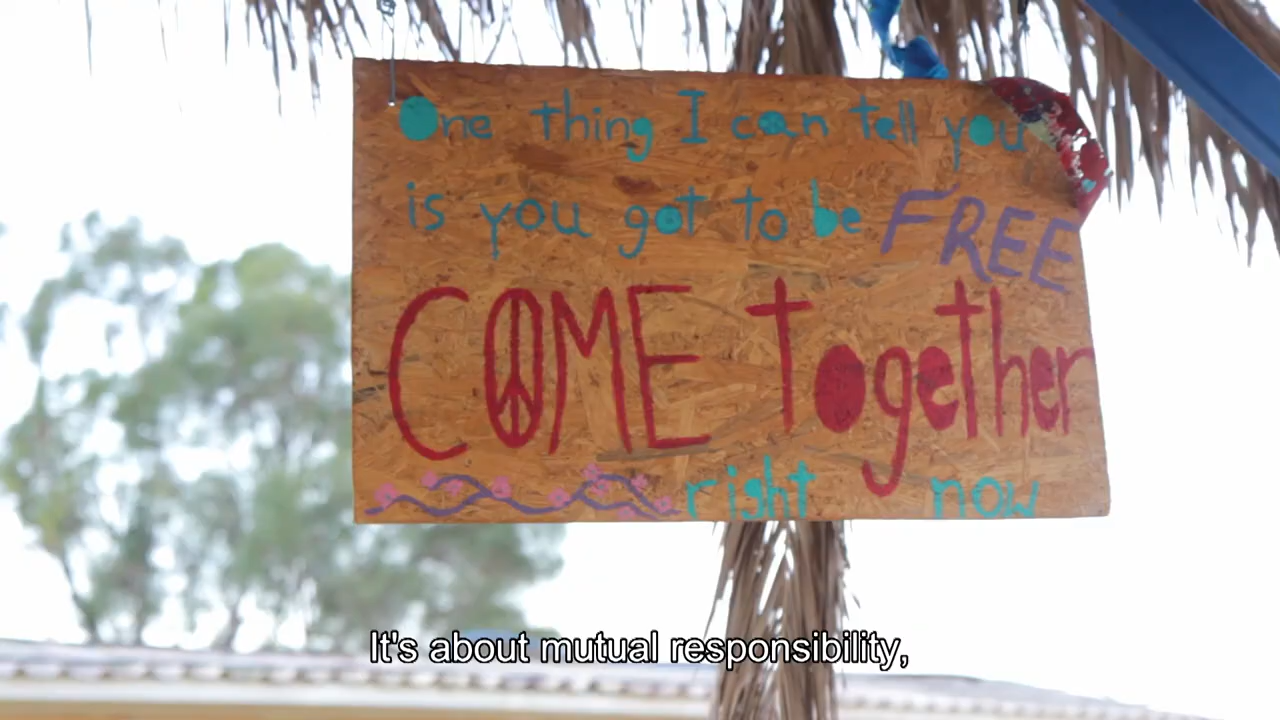 One thing I can tell you
is you got to be FREE
COME together
right now
It's about mutual responsibility,